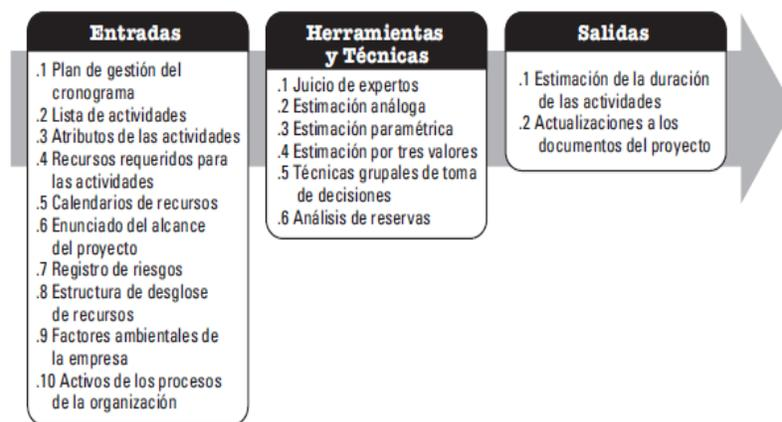 Entradas
.1 Plan de gestión del
cronograma
.2 Lista de actividades
.3 Atributos de las actividades
.4 Recursos requeridos para
las actividades
.5 Calendarios de recursos
.6 Enunciado del alcance
del proyecto
.7 Registro de riesgos
.8 Estructura de desglose
de recursos
.9 Factores ambientales de
la empresa
.10 Activos de los procesos
de la organización
Herramientas
y Técnicas
.1 Juicio de expertos
.2 Estimación análoga
.3 Estimación paramétrica
.4 Estimación por tres valores
.5 Técnicas grupales de toma
de decisiones
.6 Análisis de reservas
Salidas
.1 Estimación de la duración
de las actividades
.2 Actualizaciones a los
documentos del proyecto